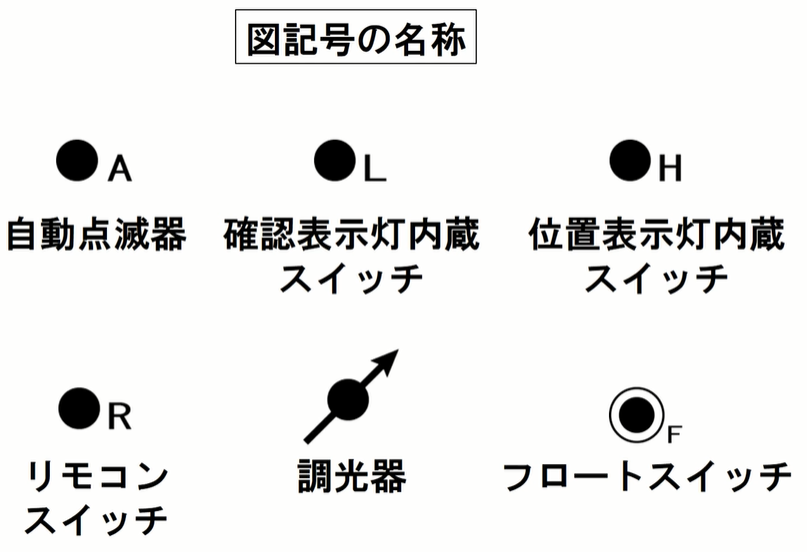 図記号の名称
A
L
H
自動点滅器
確認表示灯内蔵
スイッチ
位置表示灯内蔵
スイッチ
R
F
リモコン
スイッチ
調光器
フロートスイッチ